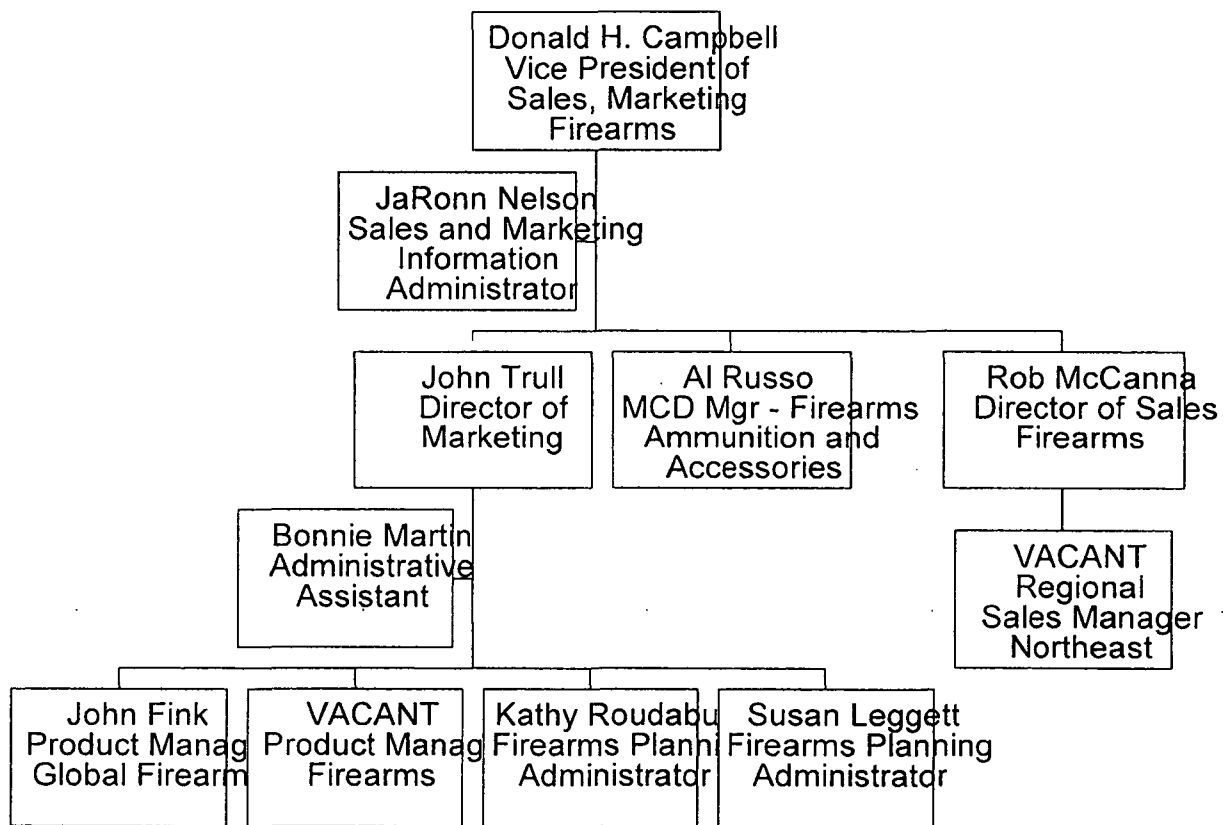 Donald H. Campbell
Vice President of
Sales, Marketing
Firearms
JaRonn Nelson
Sales and Marketing
Information
Administrator
John Trull
Director of
Marketing
Al Russo
MCD Mgr - Firearms
Ammunition and
Accessories
Rob McCanna
Director of Sales
Firearms
Bonnie Martin
Administrative
Assistant
VACANT
Regional
Sales Manager
Northeast
John Fink
Product Manag
Global Firearm
VACANT
Product Manag
Firearms
Kathy Roudabu
Firearms Planni
Administrator
Susan Leggett
Firearms Planning
Administrator